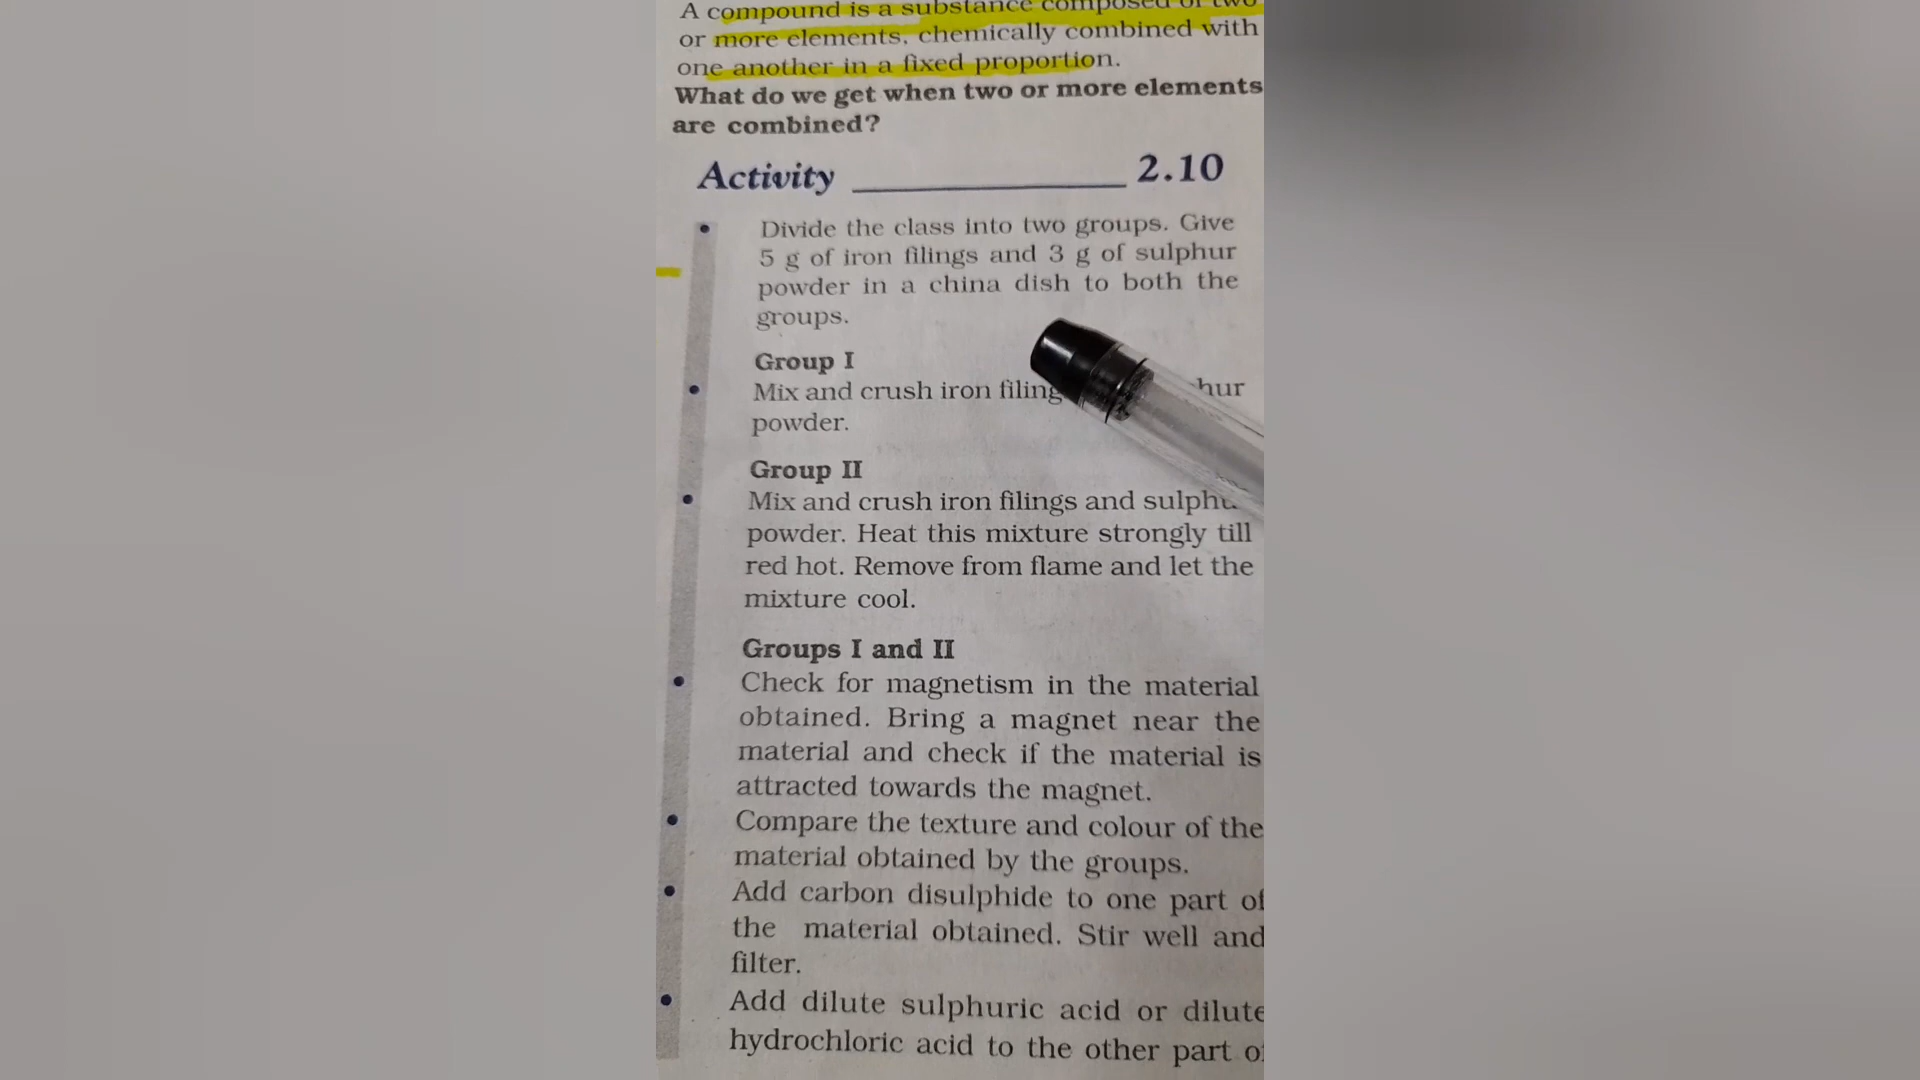 A compound is a substance composed of two
or more elements, chemically combined with
one another in a fixed proportion.
What do we get when two or more elements
are combined?
Activity 2.10
• Divide the class into two groups. Give
5 g of iron filings and 3 g of sulphur
powder in a china dish to both the
groups.
Group I
• Mix and crush iron filing hur
powder.
Group II
• Mix and crush iron filings and sulphu
powder. Heat this mixture strongly till
red hot. Remove from flame and let the
mixture cool.
Groups I and II
• Check for magnetism in the material
obtained. Bring a magnet near the
material and check if the material is
attracted towards the magnet.
• Compare the texture and colour of the
material obtained by the groups.
• Add carbon disulphide to one part of
the material obtained. Stir well and
filter.
• Add dilute sulphuric acid or dilute
hydrochloric acid to the other part of